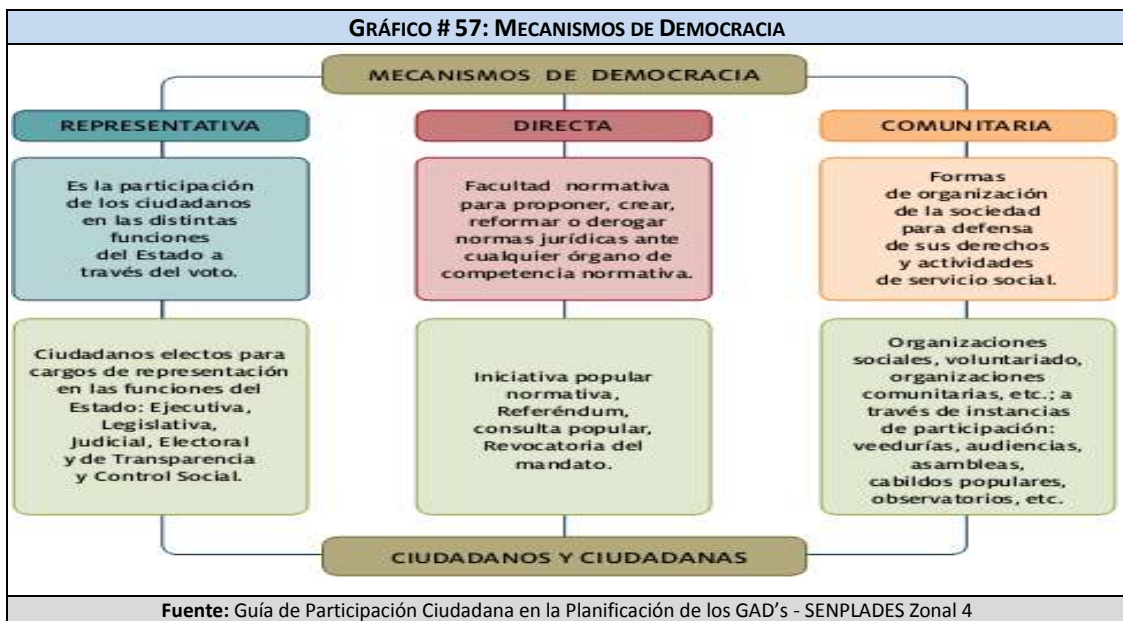 GRÁFICO # 57: MECANISMOS DE DEMOCRACIA
MECANISMOS DE DEMOCRACIA
REPRESENTATIVA
Es la participación
de los ciudadanos
en las distintas
funciones
del Estado a
través del voto.
Ciudadanos electos para
cargos de representación
en las funciones del
Estado: Ejecutiva,
Legislativa,
Judicial, Electoral
y de Transparencia
y Control Social.
DIRECTA
Facultad normativa
para proponer, crear,
reformar o derogar
normas jurídicas ante
cualquier órgano de
competencia normativa.
Iniciativa popular
normativa,
Referéndum,
consulta popular,
Revocatoria del
mandato.
COMUNITARIA
Formas
de organización
de la sociedad
para defensa
de sus derechos
y actividades
de servicio social.
Organizaciones
sociales, voluntariado,
organizaciones
comunitarias, etc.; a
través de instancias
de participación:
veedurías, audiencias,
asambleas,
cabildos populares,
observatorios, etc.
CIUDADANOS Y CIUDADANAS
Fuente: Guía de Participación Ciudadana en la Planificación de los GAD's - SENPLADES Zonal 4